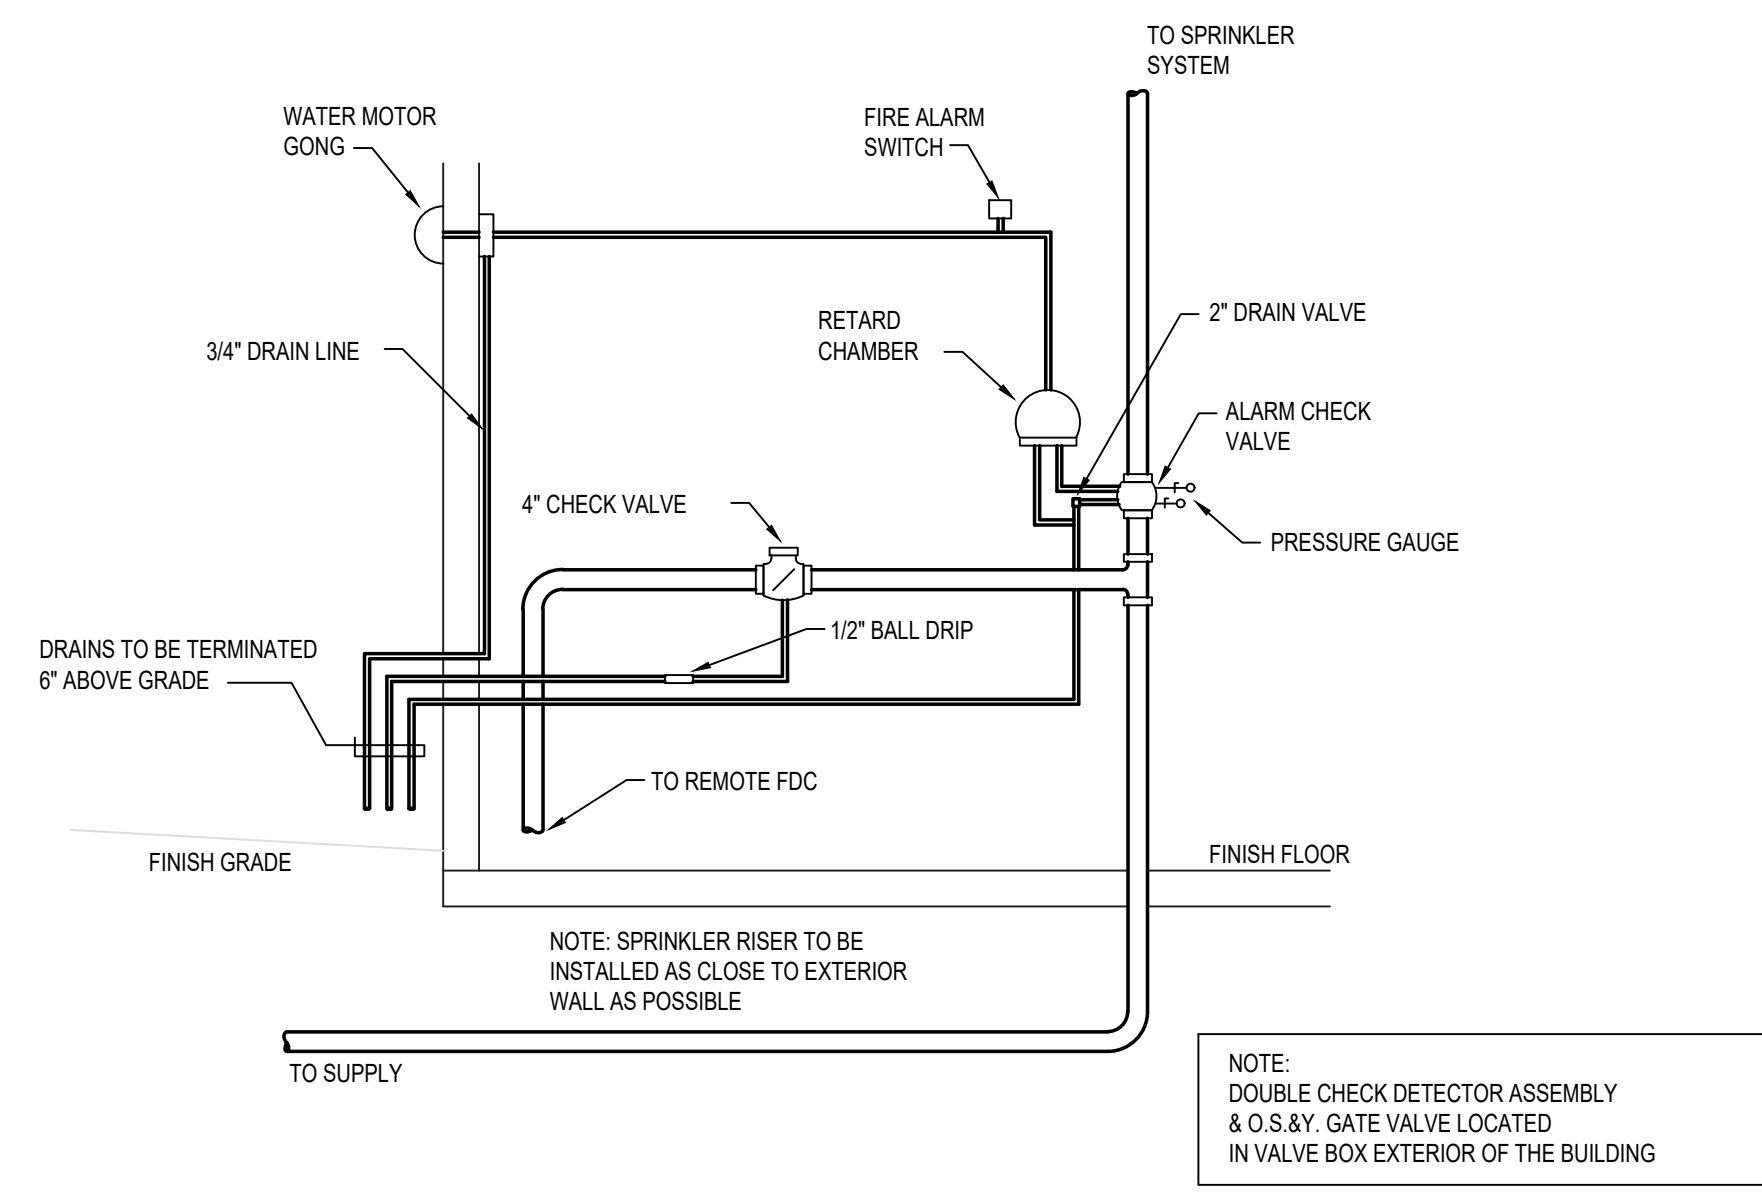 TO SPRINKLER
SYSTEM
WATER MOTOR
GONG
FIRE ALARM
SWITCH
2" DRAIN VALVE
RETARD
CHAMBER
3/4" DRAIN LINE
ALARM CHECK
VALVE
4" CHECK VALVE
PRESSURE GAUGE
1/2" BALL DRIP
DRAINS TO BE TERMINATED
6" ABOVE GRADE
TO REMOTE FDC
FINISH GRADE
FINISH FLOOR
NOTE: SPRINKLER RISER TO BE
INSTALLED AS CLOSE TO EXTERIOR
WALL AS POSSIBLE
TO SUPPLY
NOTE:
DOUBLE CHECK DETECTOR ASSEMBLY
& O.S.&Y. GATE VALVE LOCATED
IN VALVE BOX EXTERIOR OF THE BUILDING